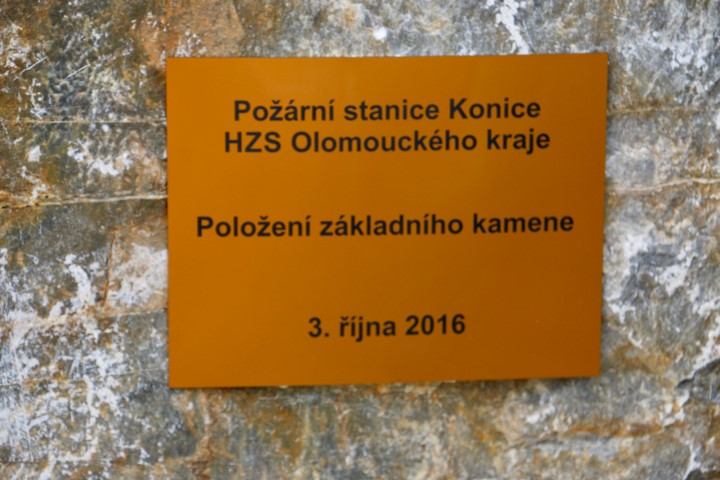 Požární stanice Konice
HZS Olomouckého kraje
Položení základního kamene
3. října 2016